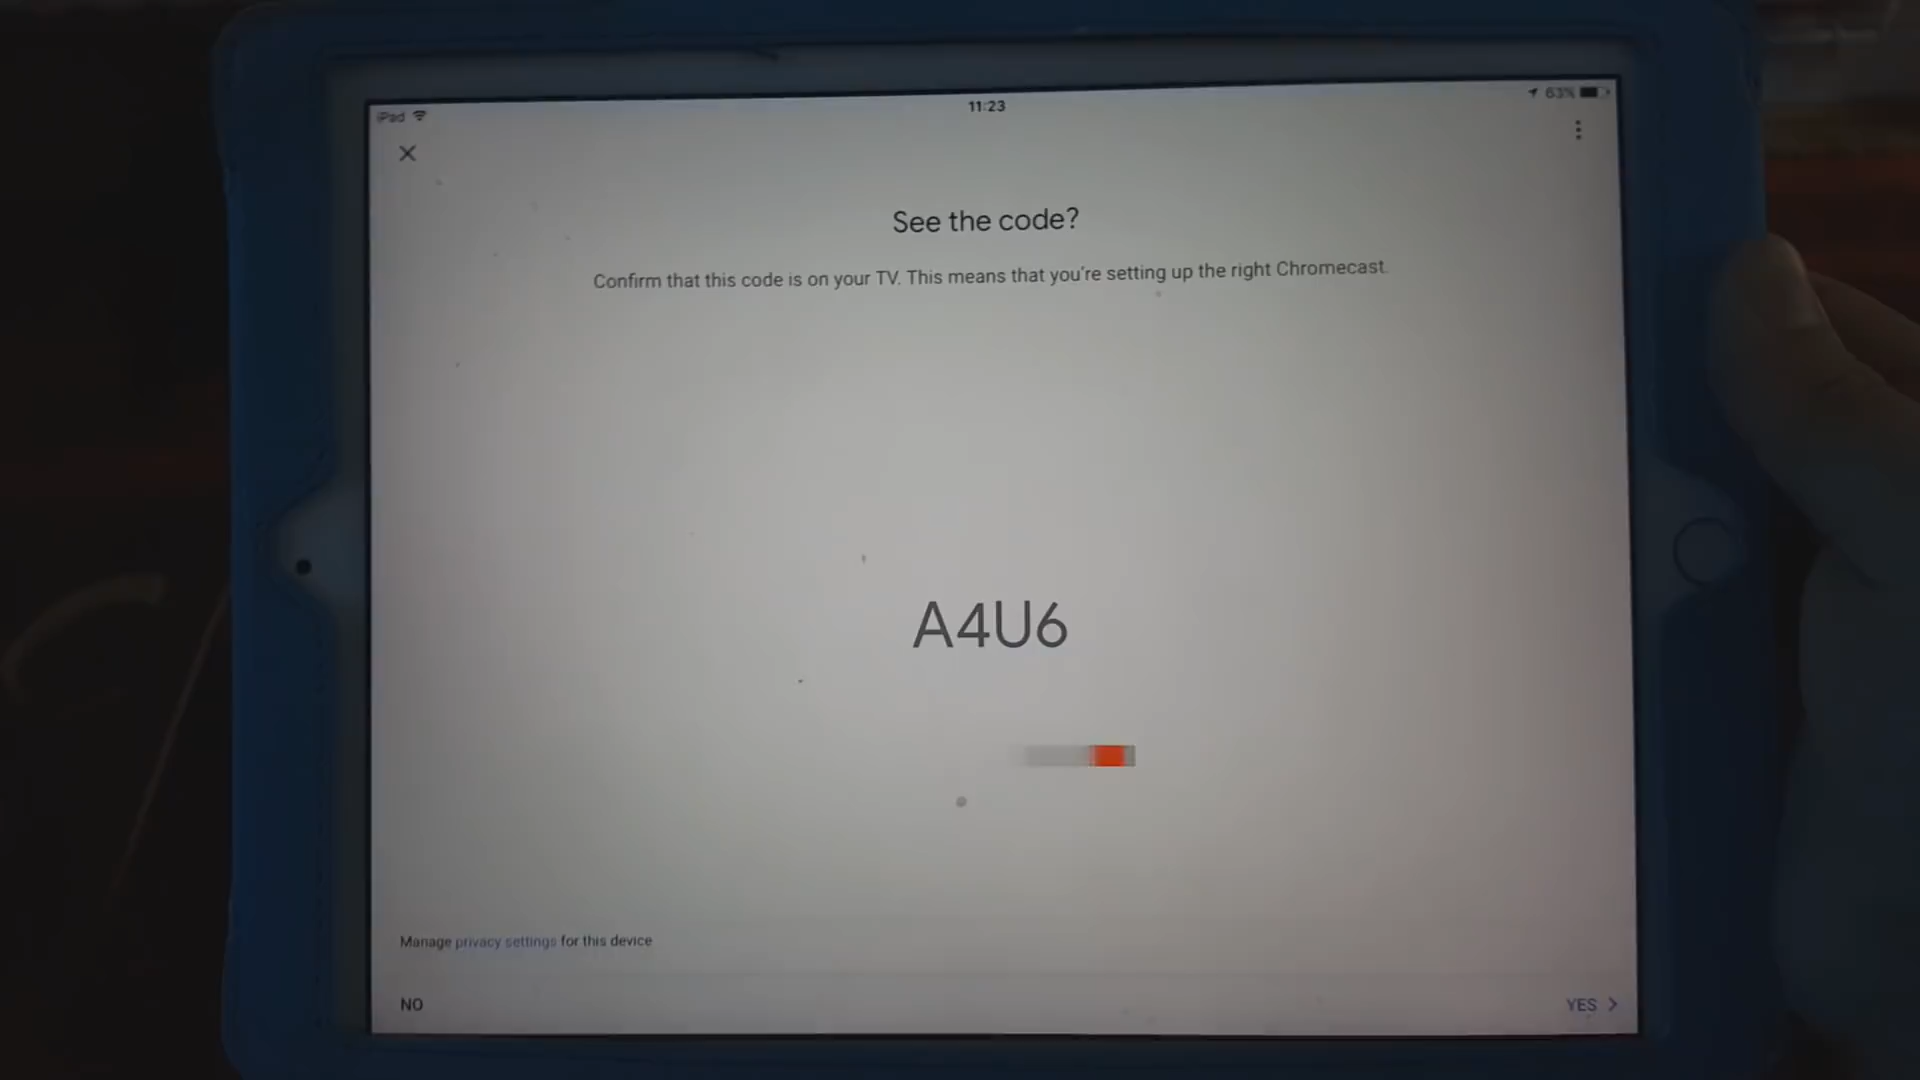 iPad
11:23
63%
See the code?
Confirm that this code is on your TV. This means that you're setting up the right Chromecast.
A4U6
Manage privacy settings for this device
NO
YES